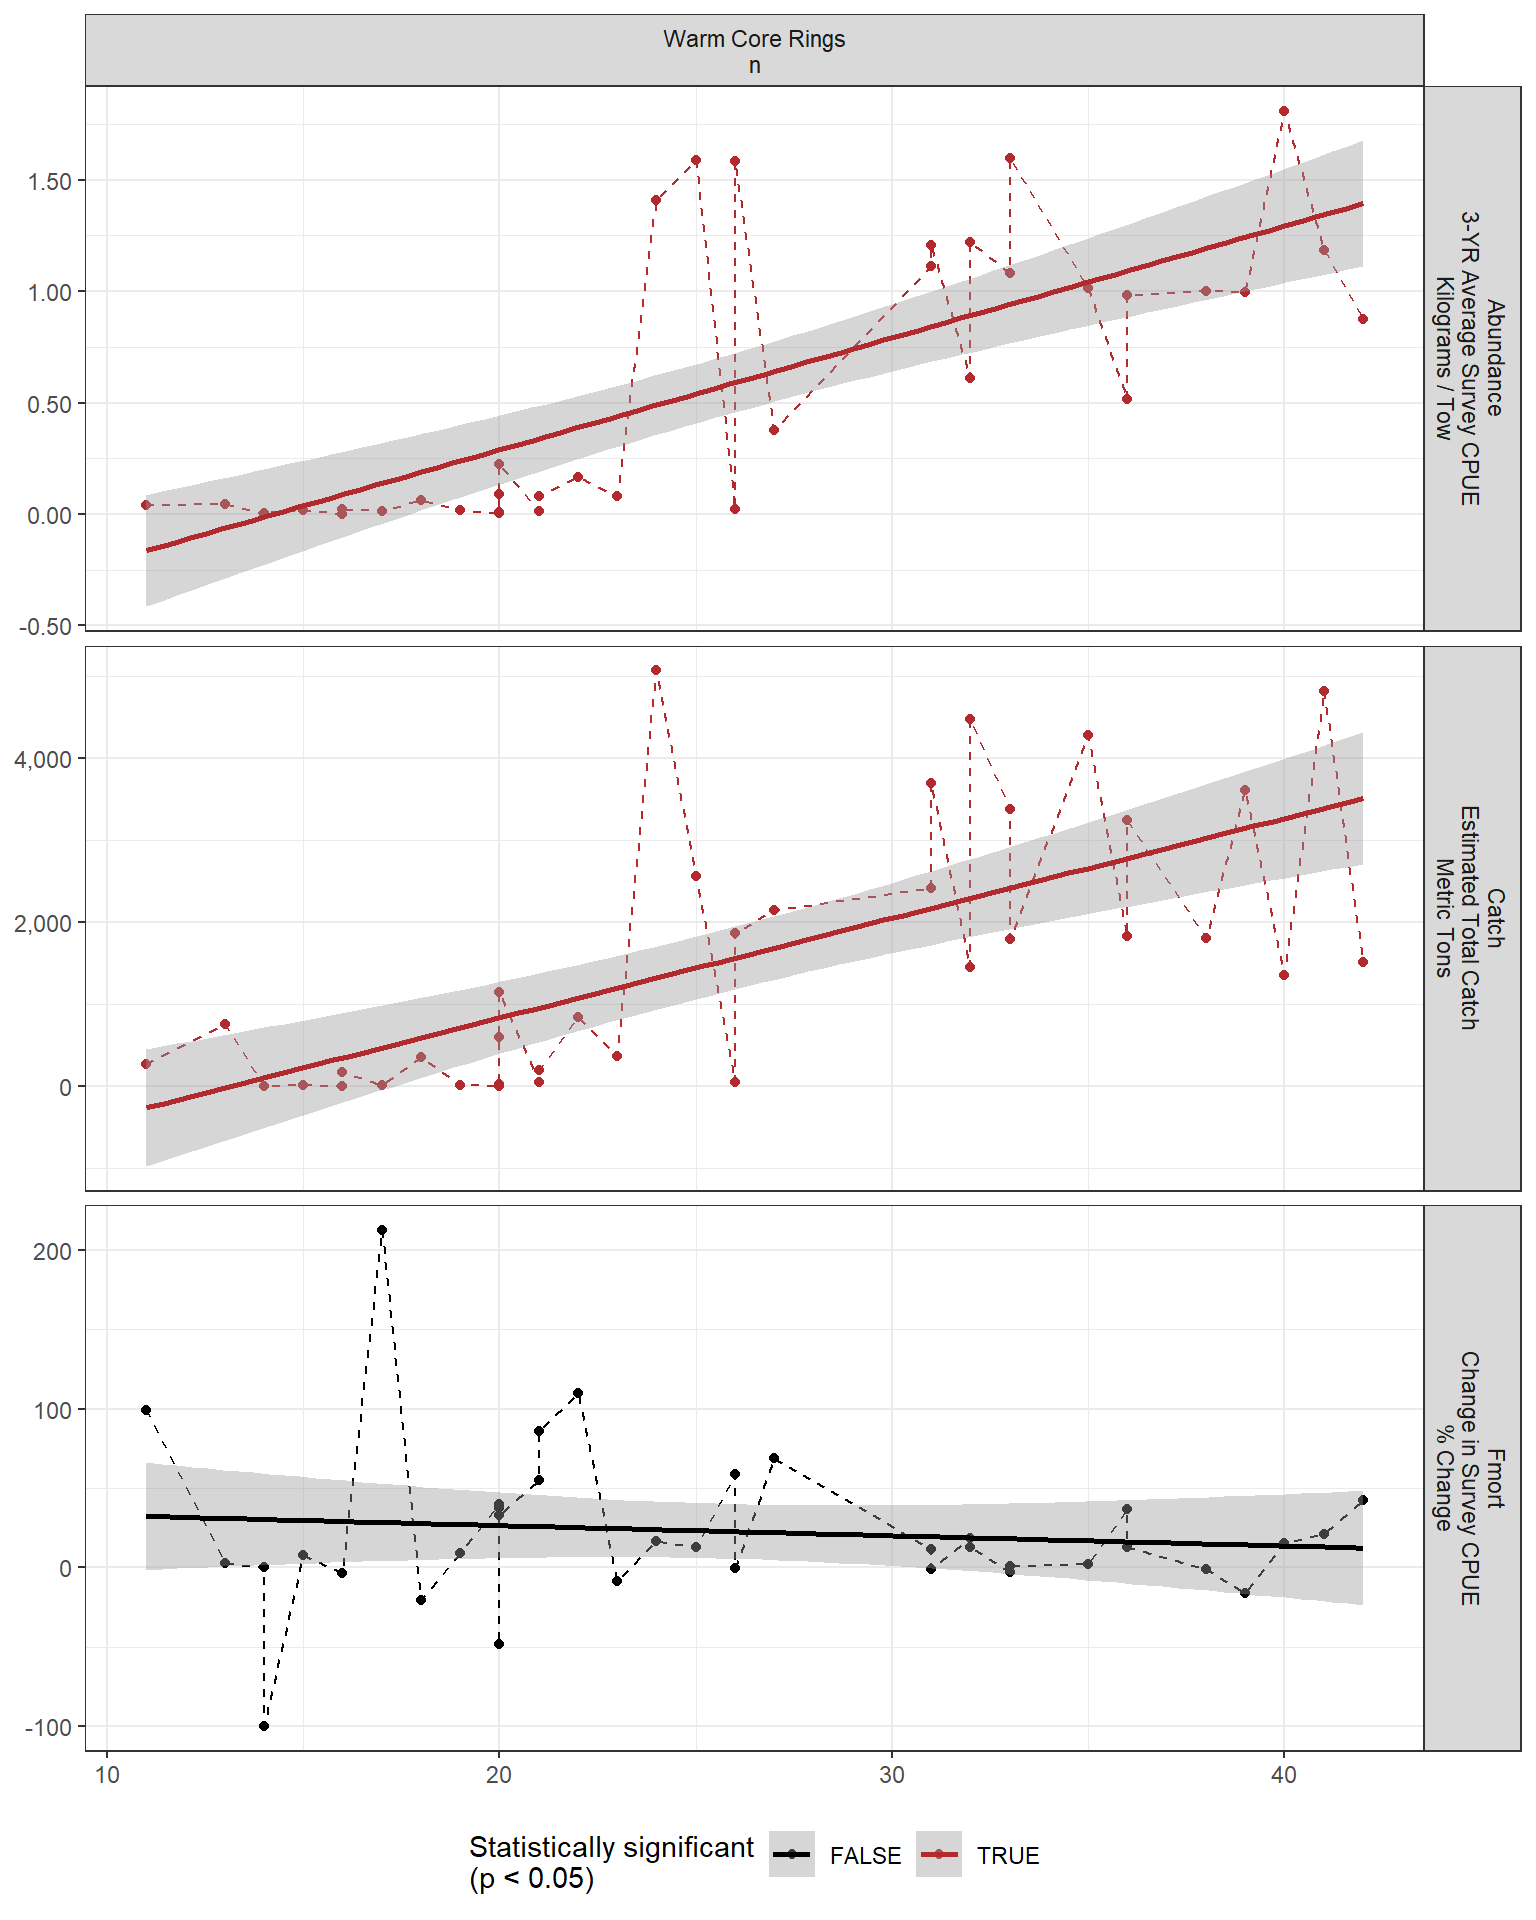 Warm Core Rings
n
1.50
1.00
0.50
0.00
-0.50
Abundance
3-YR Average Survey CPUE
Kilograms / Tow
4,000
2,000
0
Catch
Estimated Total Catch
Metric Tons
200
100
0
-100
Fmort
Change in Survey CPUE
% Change
10 20 30 40
Statistically significant
(p < 0.05)
FALSE TRUE